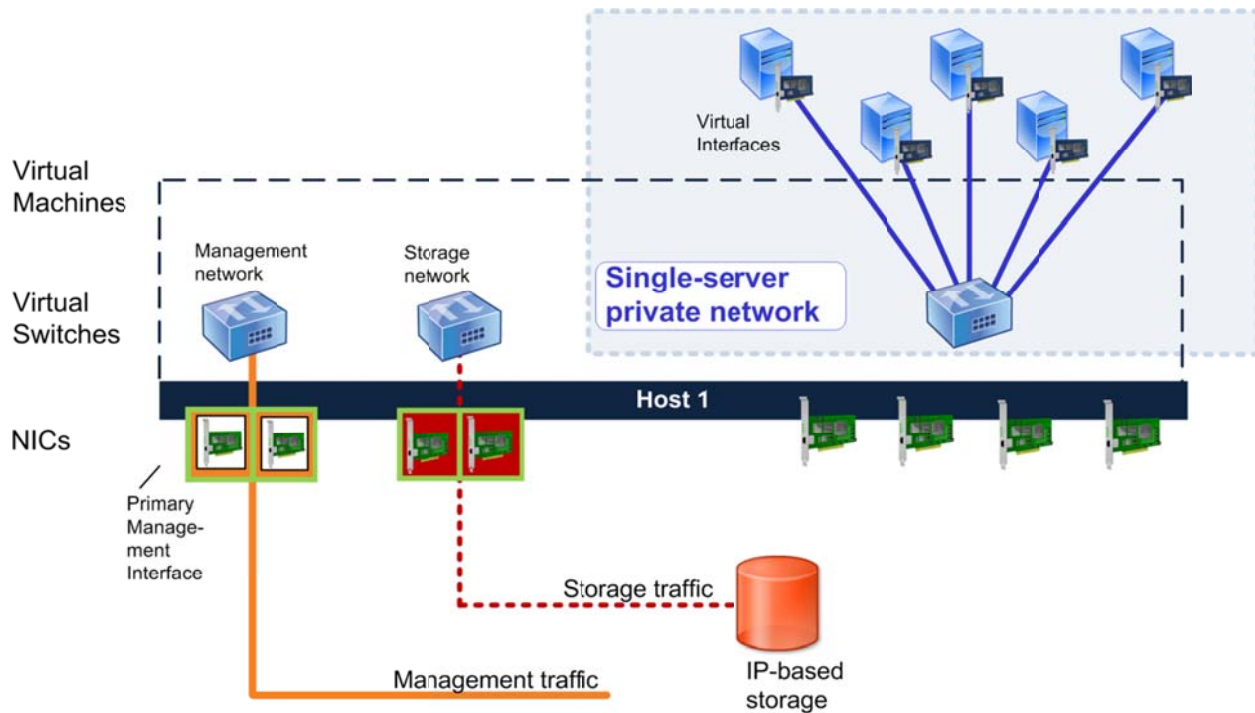 Virtual
Interfaces
Virtual
Machines
Management
network
Storage
network
Single-server
private network
Virtual
Switches
Host 1
NICs
Primary
Manage-
ment
Interface
Storage traffic
Management traffic
IP-based
storage